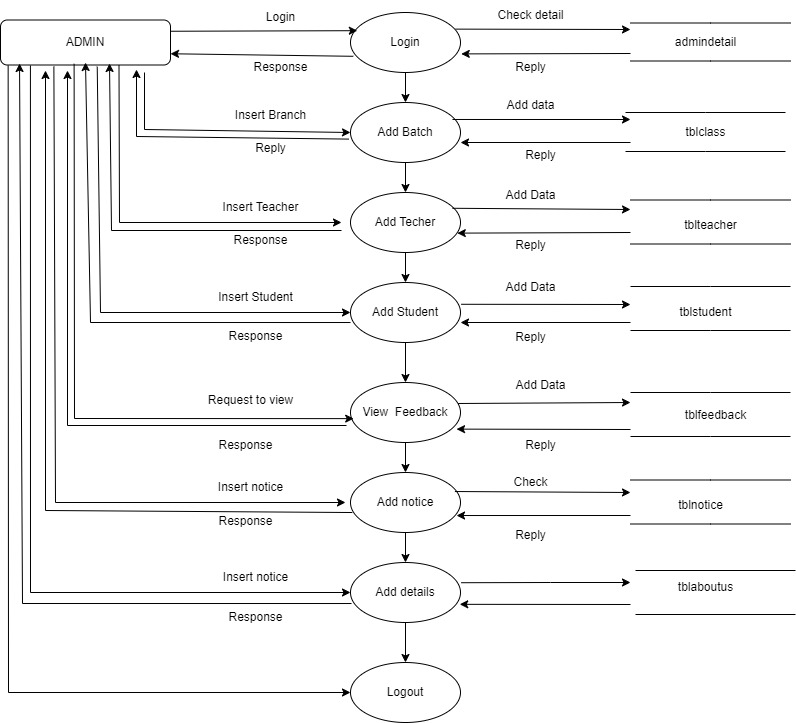 Login
Check detail
ADMIN
Login
admindetail
Response
Reply
Insert Branch
Add data
Add Batch
tblclass
Reply
Reply
Insert Teacher
Add Data
Add Techer
tblteacher
Response
Reply
Insert Student
Add Data
Add Student
tblstudent
Response
Reply
Request to view
Add Data
View Feedback
tblfeedback
Response
Reply
Insert notice
Check
Add notice
tblnotice
Response
Reply
Insert notice
Add details
tblaboutus
Response
Logout